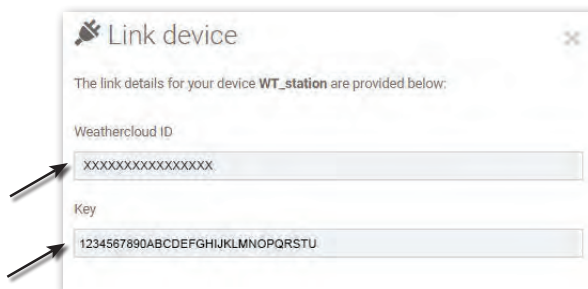 Link device
The link details for your device WT_station are provided below:
Weathercloud ID
XXXXXXXXXXXXXXXX
Key
1234567890ABCDEFGHIJKLMNOPQRSTU